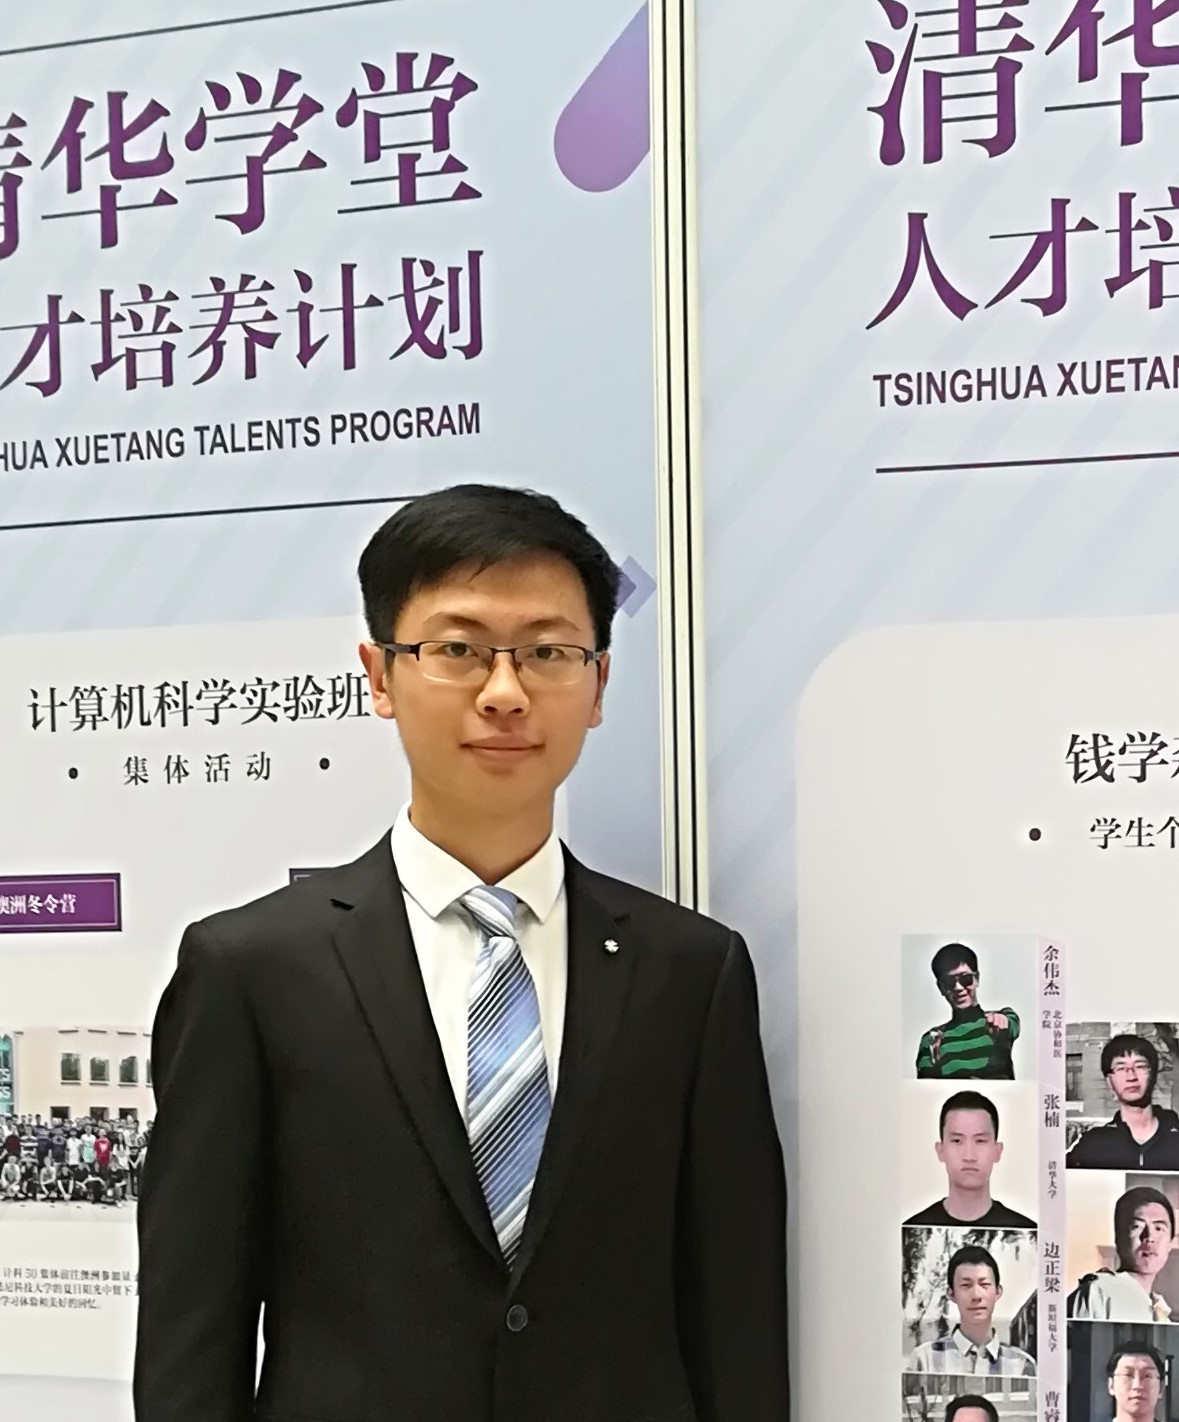 清华学堂
才培养计划
HUA XUETANG TALENTS PROGRAM
计算机科学实验班
• 集体活动 •
澳洲冬令营
清华
人才培
TSINGHUA XUETAN
钱学
• 学生个
余伟杰
北京协和医学院
张楠
清华大学
边正梁
斯坦福大学
曹